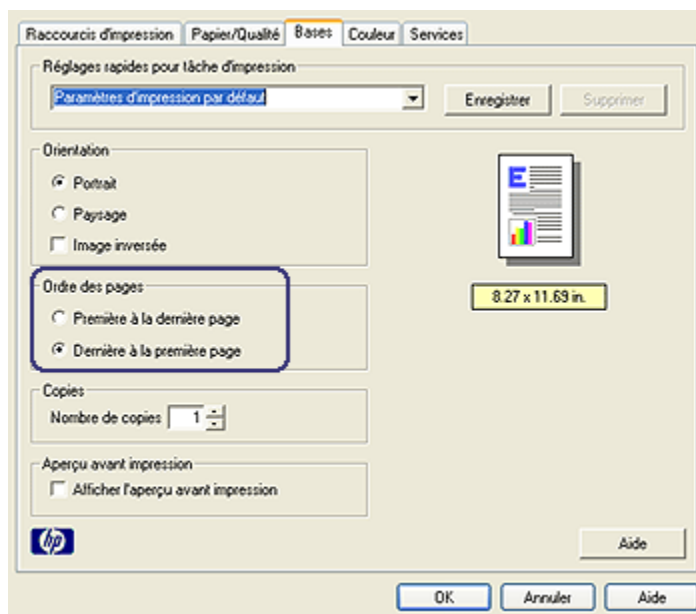 Raccourcis d'impression Papier/Qualité Bases Couleur Services
Réglages rapides pour tâche d'impression
Paramètres d'impression par défaut Enregistrer Supprimer
Orientation
Portrait
Paysage
Image inversée
E
Ordre des pages
8.27 x 11.69 in.
Première à la dernière page
Dernière à la première page
Copies
Nombre de copies 1
Aperçu avant impression
Afficher l'aperçu avant impression
hp Aide
OK Annuler Aide